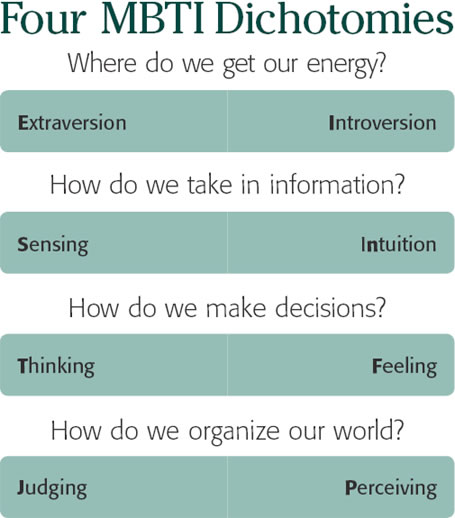 Four MBTI Dichotomies
Where do we get our energy?
Extraversion Introversion
How do we take in information?
Sensing Intuition
How do we make decisions?
Thinking Feeling
How do we organize our world?
Judging Perceiving